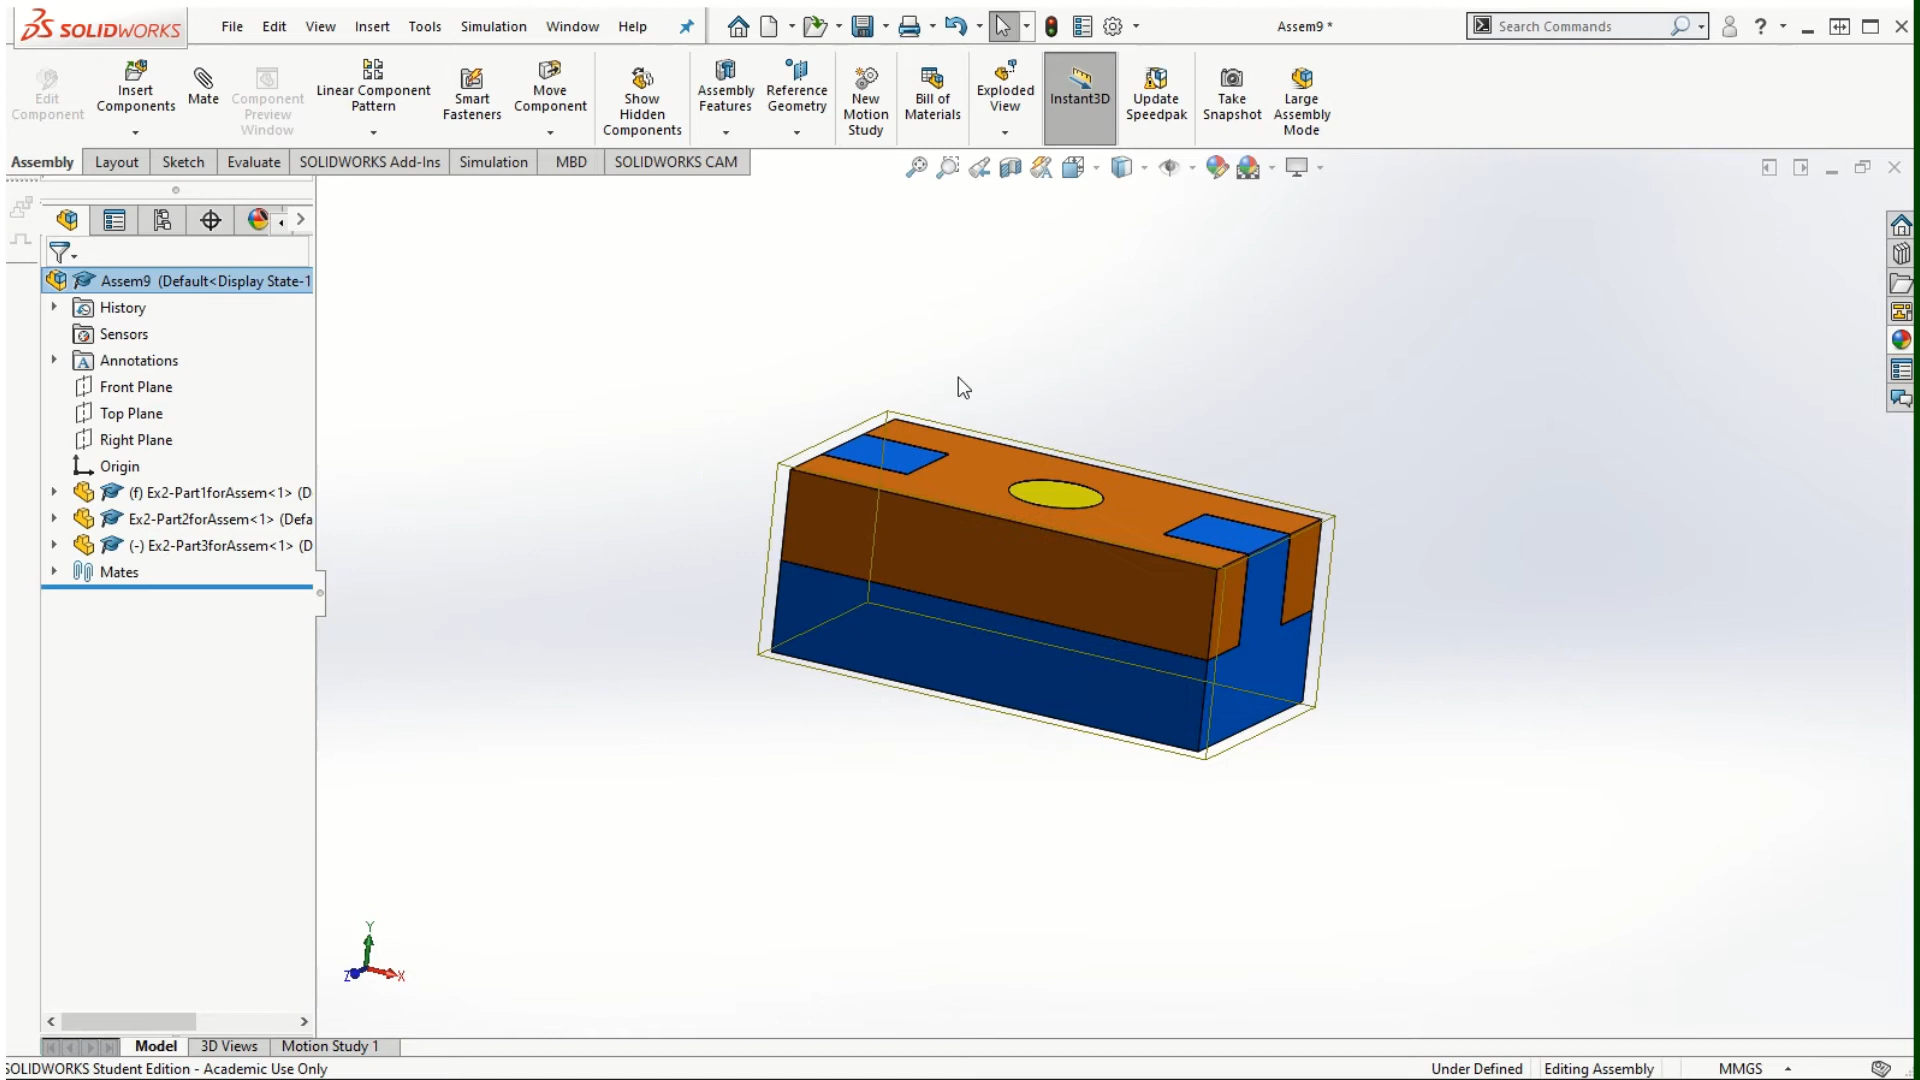 SOLIDWORKS
File Edit View Insert Tools Simulation Window Help
Assem9 *
Search Commands
?
Edit Component
Insert Components
Mate
Component Preview Window
Linear Component Pattern
Smart Fasteners
Move Component
Show Hidden Components
Assembly Features
Reference Geometry
New Motion Study
Bill of Materials
Exploded View
Instant3D
Update Speedpak
Take Snapshot
Large Assembly Mode
Assembly Layout Sketch Evaluate SOLIDWORKS Add-Ins Simulation MBD SOLIDWORKS CAM
Assem9 (Default<Display State-1
History
Sensors
Annotations
Front Plane
Top Plane
Right Plane
Origin
(f) Ex2-Part1forAssem<1> (D
Ex2-Part2forAssem<1> (Defa
(-) Ex2-Part3forAssem<1> (D
Mates
Y
Z X
Model 3D Views Motion Study 1
SOLIDWORKS Student Edition - Academic Use Only
Under Defined Editing Assembly MMGS